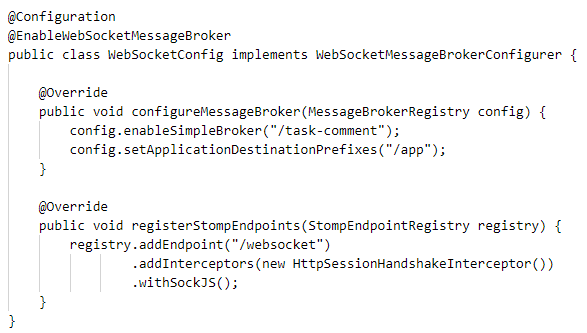 @Configuration
@EnableWebSocketMessageBroker
public class WebSocketConfig implements WebSocketMessageBrokerConfigurer {
    @Override
    public void configureMessageBroker(MessageBrokerRegistry config) {
        config.enableSimpleBroker("/task-comment");
        config.setApplicationDestinationPrefixes("/app");
    }
    @Override
    public void registerStompEndpoints(StompEndpointRegistry registry) {
        registry.addEndpoint("/websocket")
                .addInterceptors(new HttpSessionHandshakeInterceptor())
                .withSockJS();
    }
}